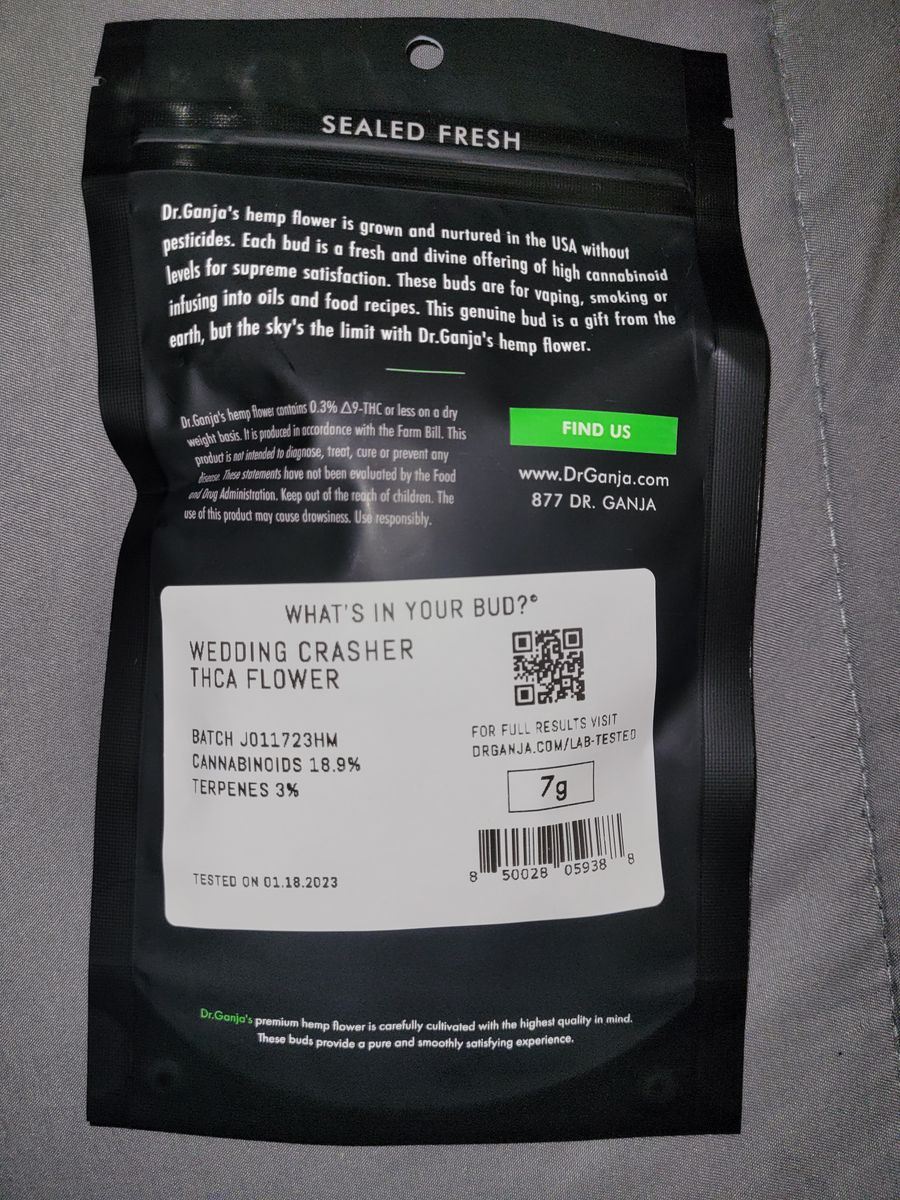 SEALED FRESH
Dr.Ganja's hemp flower is grown and nurtured in the USA without
pesticides. Each bud is a fresh and divine offering of high cannabinoid
levels for supreme satisfaction. These buds are for vaping, smoking or
infusing into oils and food recipes. This genuine bud is a gift from the
earth, but the sky's the limit with Dr.Ganja's hemp flower.
Dr.Ganja's hemp flower contains 0.3% Δ9-THC or less on a dry
weight basis. It is produced in accordance with the Farm Bill. This
product is not intended to diagnose, treat, cure or prevent any
disease. These statements have not been evaluated by the Food
and Drug Administration. Keep out of the reach of children. The
use of this product may cause drowsiness. Use responsibly.
FIND US
www.DrGanja.com
877 DR. GANJA
WHAT'S IN YOUR BUD?©
WEDDING CRASHER
THCA FLOWER
BATCH J011723HM
CANNABINOIDS 18.9%
TERPENES 3%
TESTED ON 01.18.2023
FOR FULL RESULTS VISIT
DRGANJA.COM/LAB-TESTED
7g
8 50028 05938 8
Dr.Ganja's premium hemp flower is carefully cultivated with the highest quality in mind.
These buds provide a pure and smoothly satisfying experience.